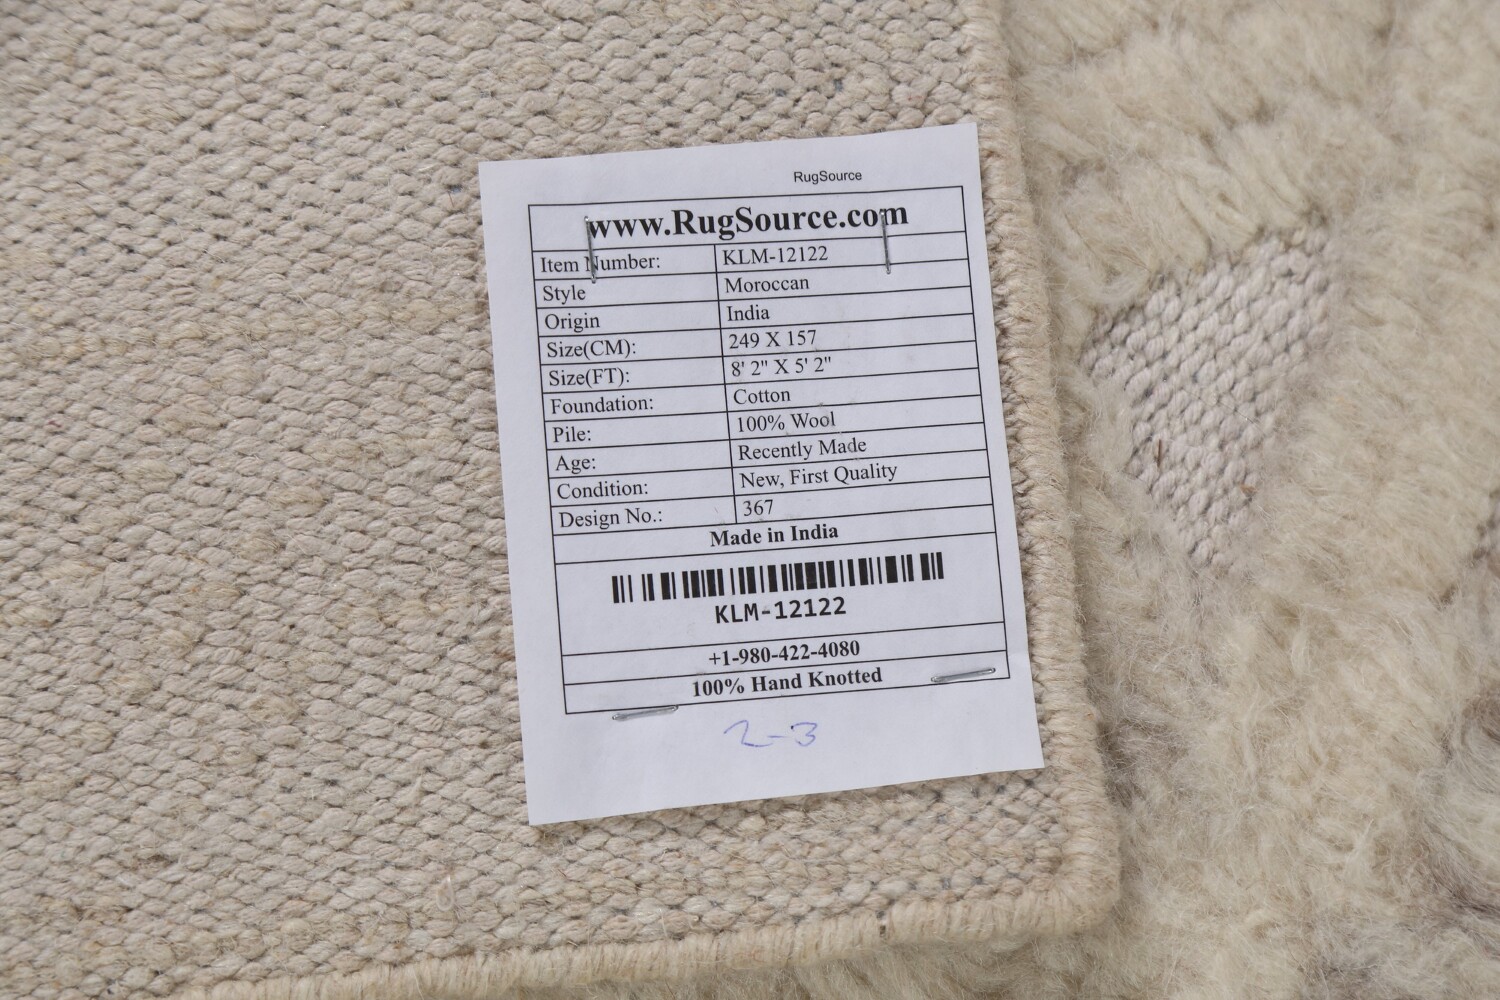 RugSource
www.RugSource.com
Item Number: KLM-12122
Style Moroccan
Origin India
Size(CM): 249 X 157
Size(FT): 8' 2" X 5' 2"
Foundation: Cotton
Pile: 100% Wool
Age: Recently Made
Condition: New, First Quality
Design No.: 367
Made in India
KLM-12122
+1-980-422-4080
100% Hand Knotted
2-3